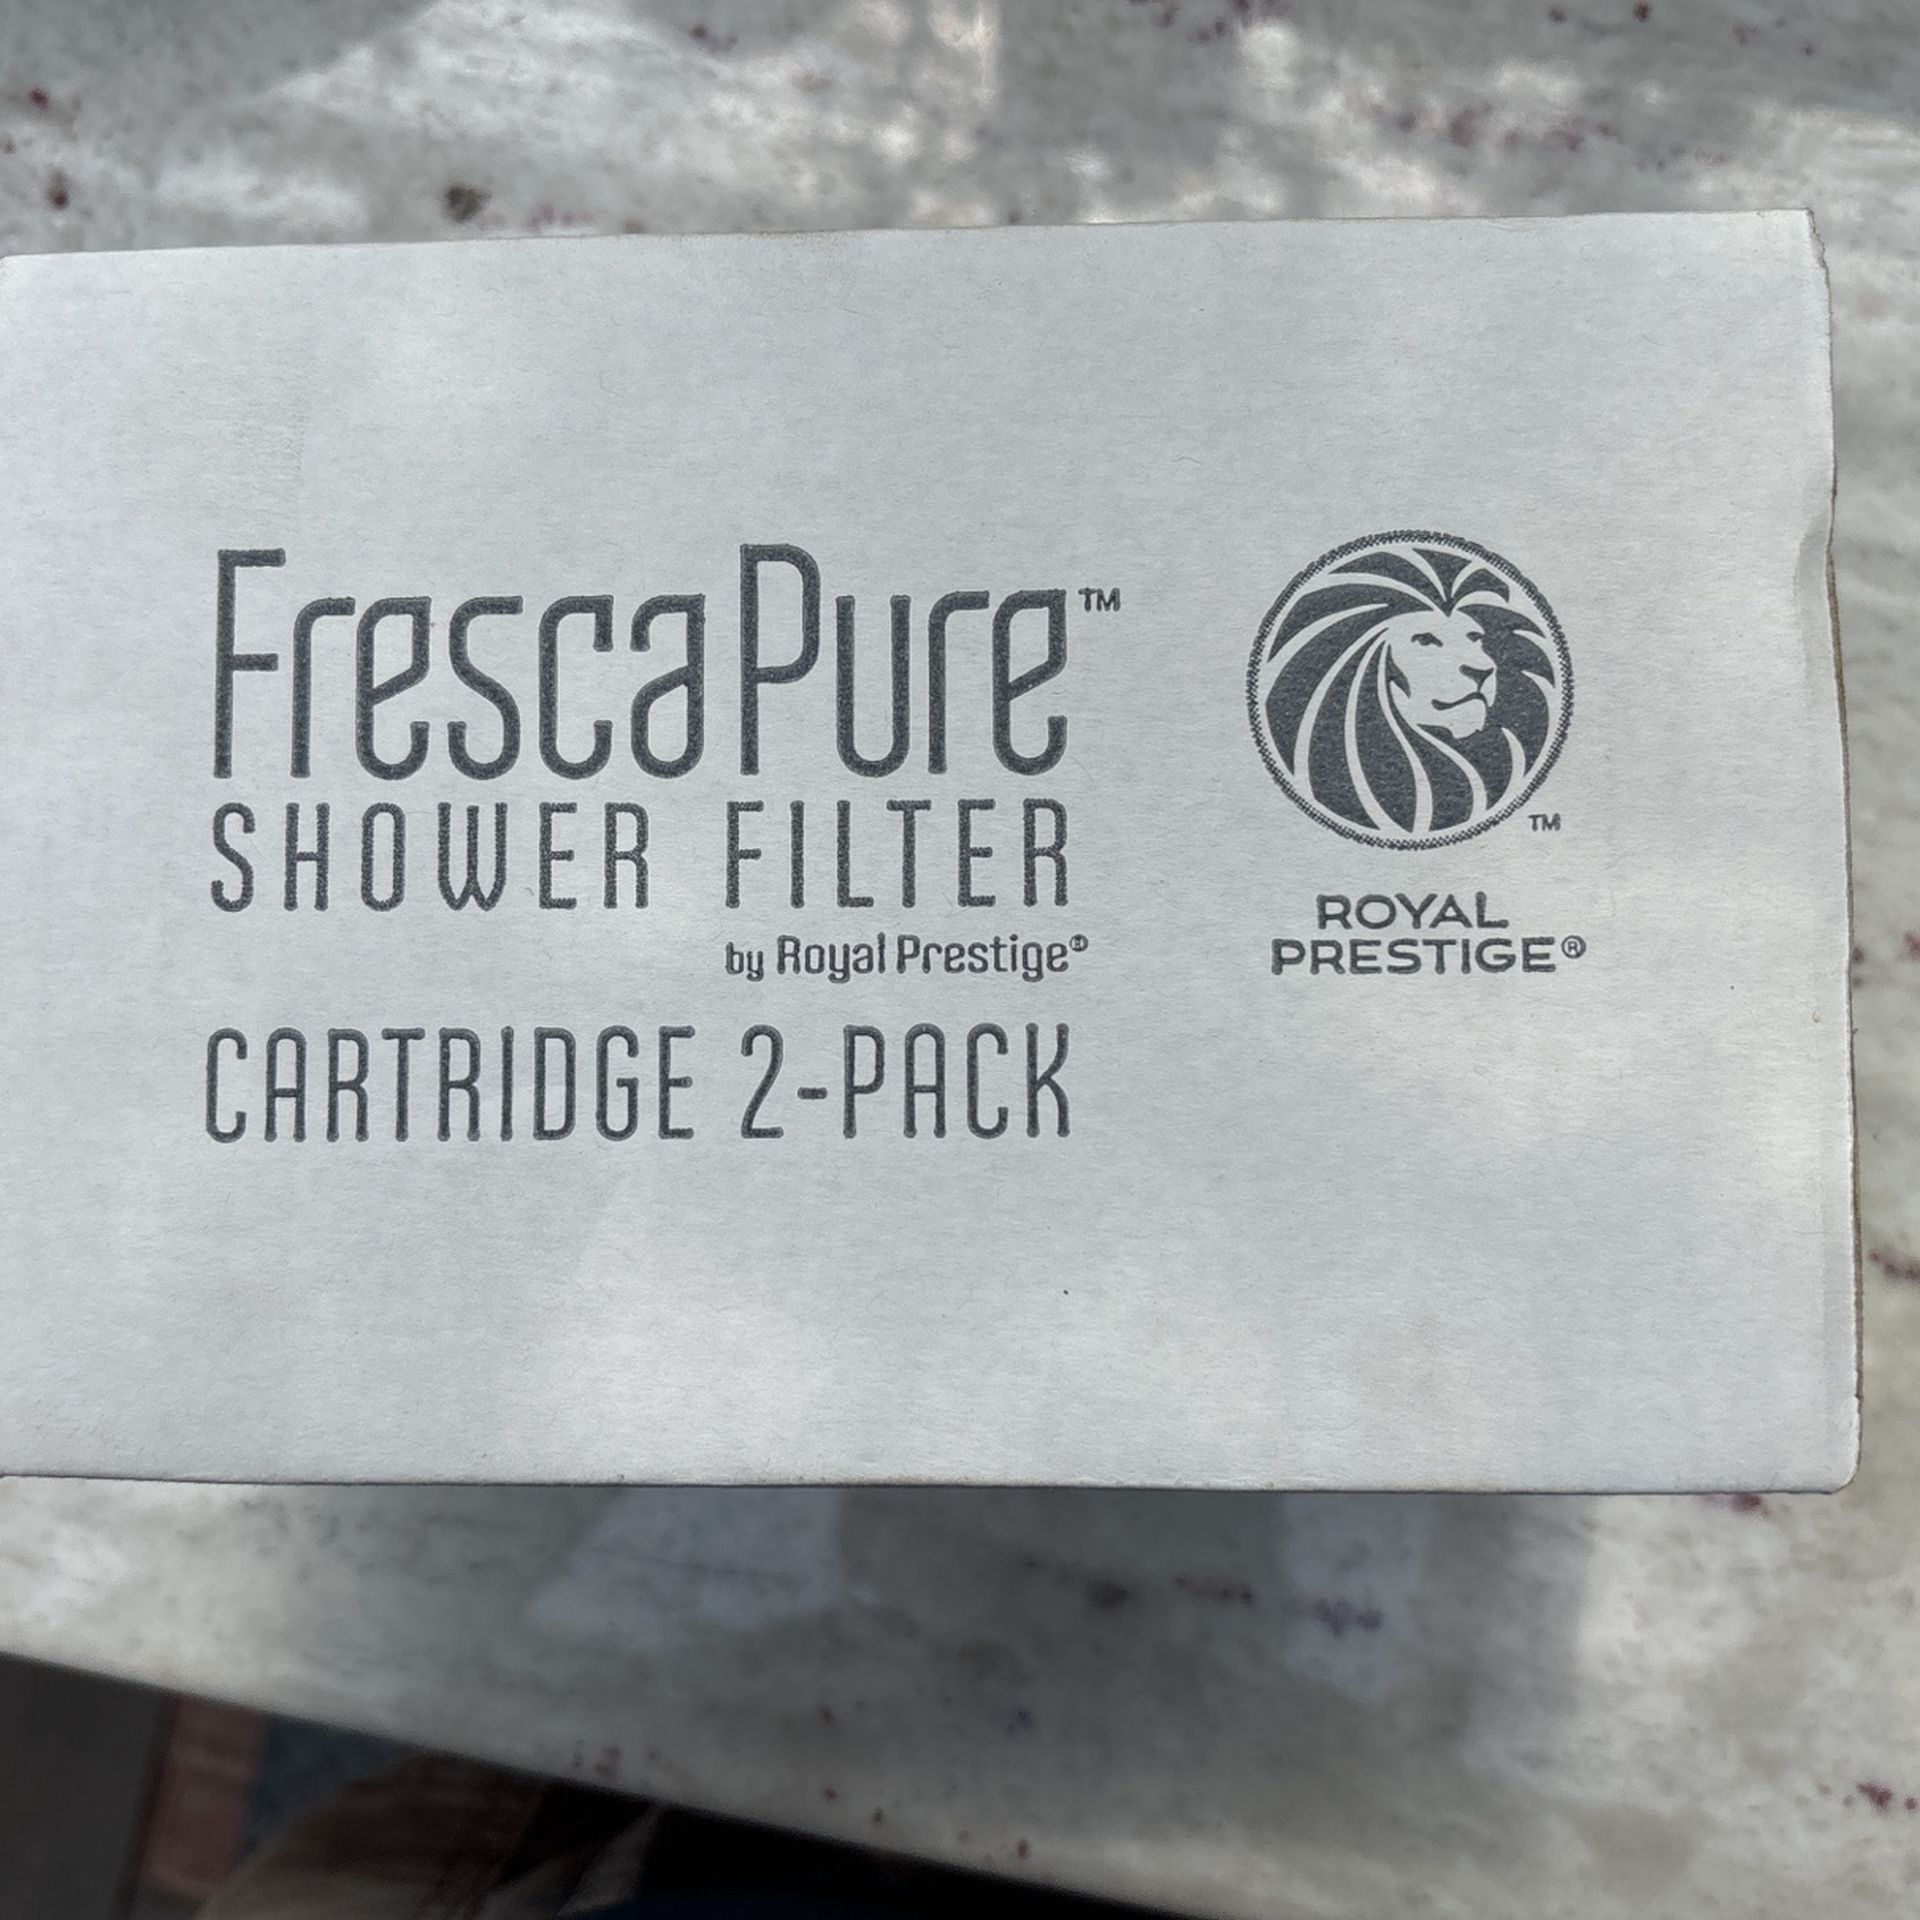 FrescaPure™
SHOWER FILTER
by Royal Prestige®
CARTRIDGE 2-PACK
™
ROYAL
PRESTIGE®